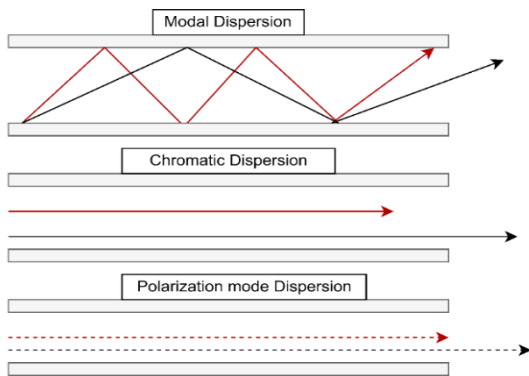 Modal Dispersion
Chromatic Dispersion
Polarization mode Dispersion